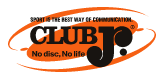 SPORT IS THE BEST WAY OF COMMUNICATION.
CLUB Jr.®
No disc, No life